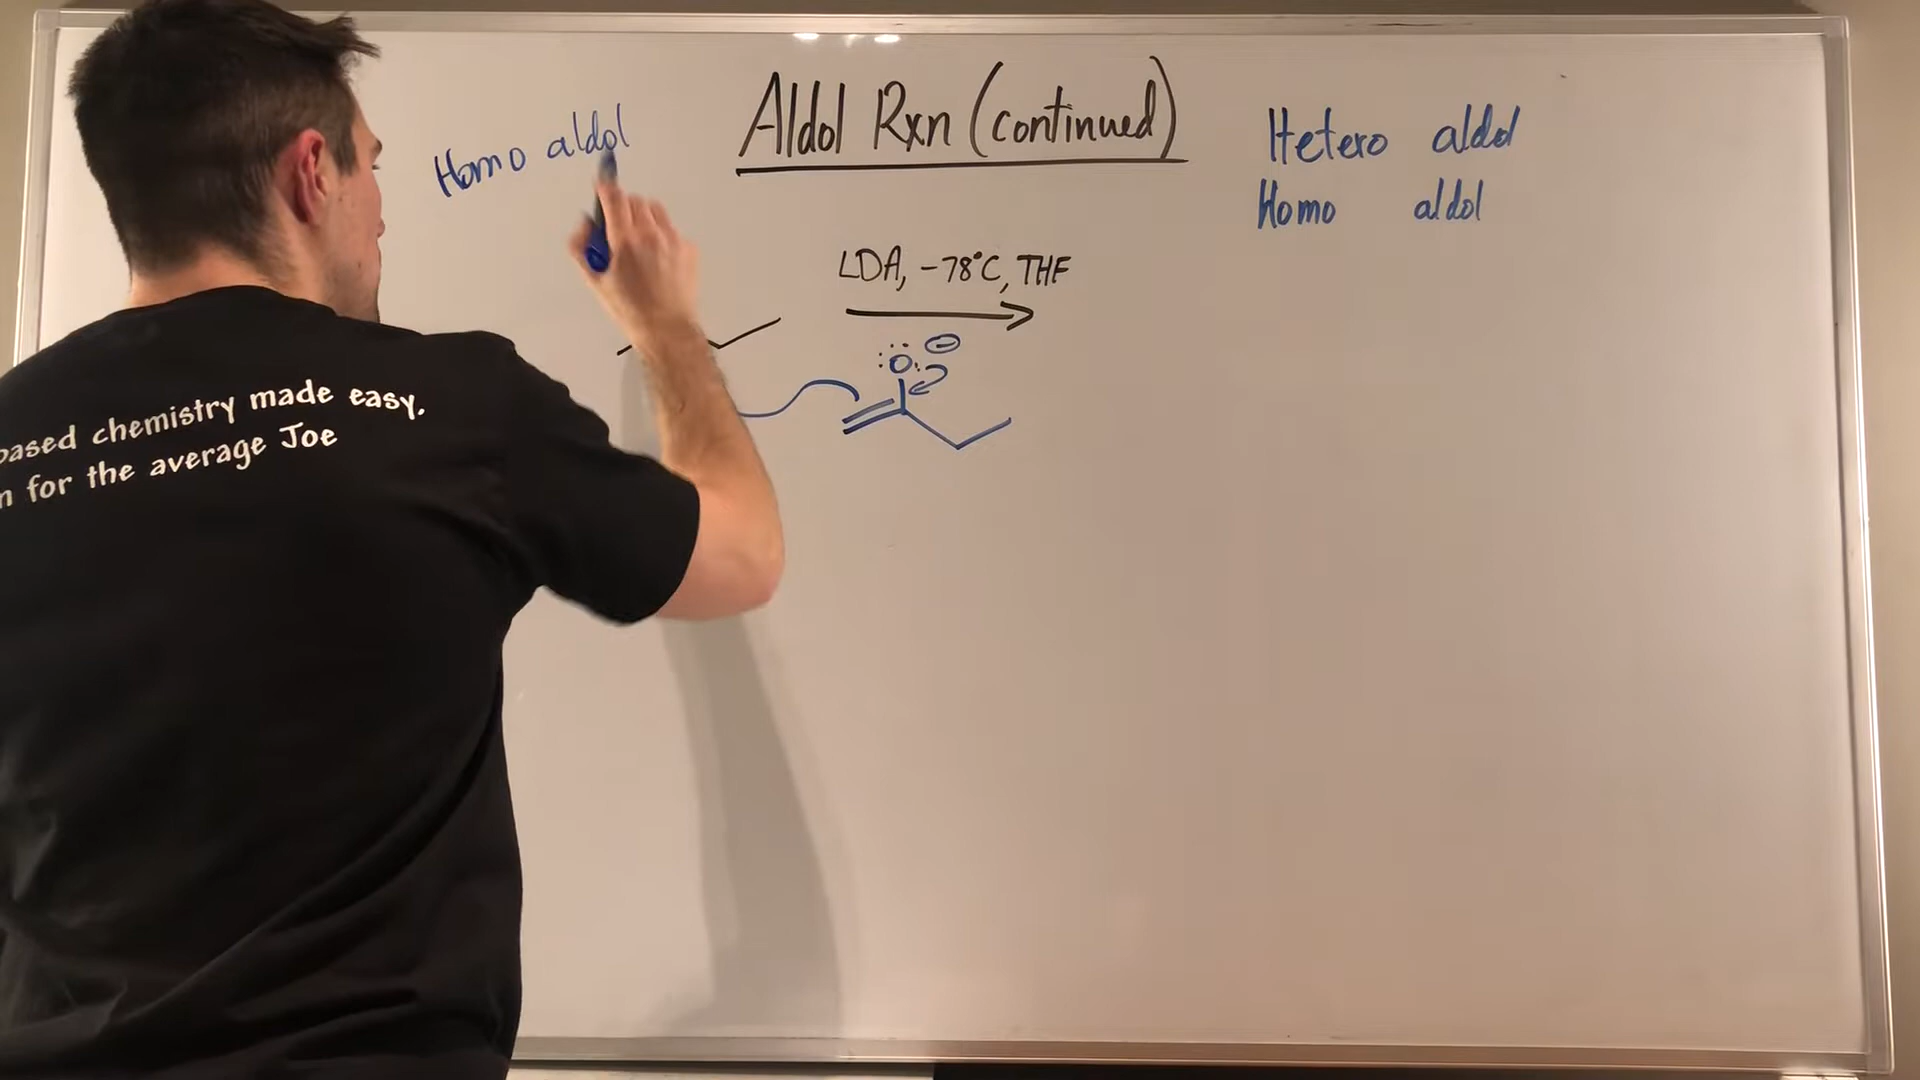 Homo aldol
Aldol Rxn (continued)
Hetero aldol
Homo aldol
LDA, -78°C, THF
O
based chemistry made easy.
for the average Joe